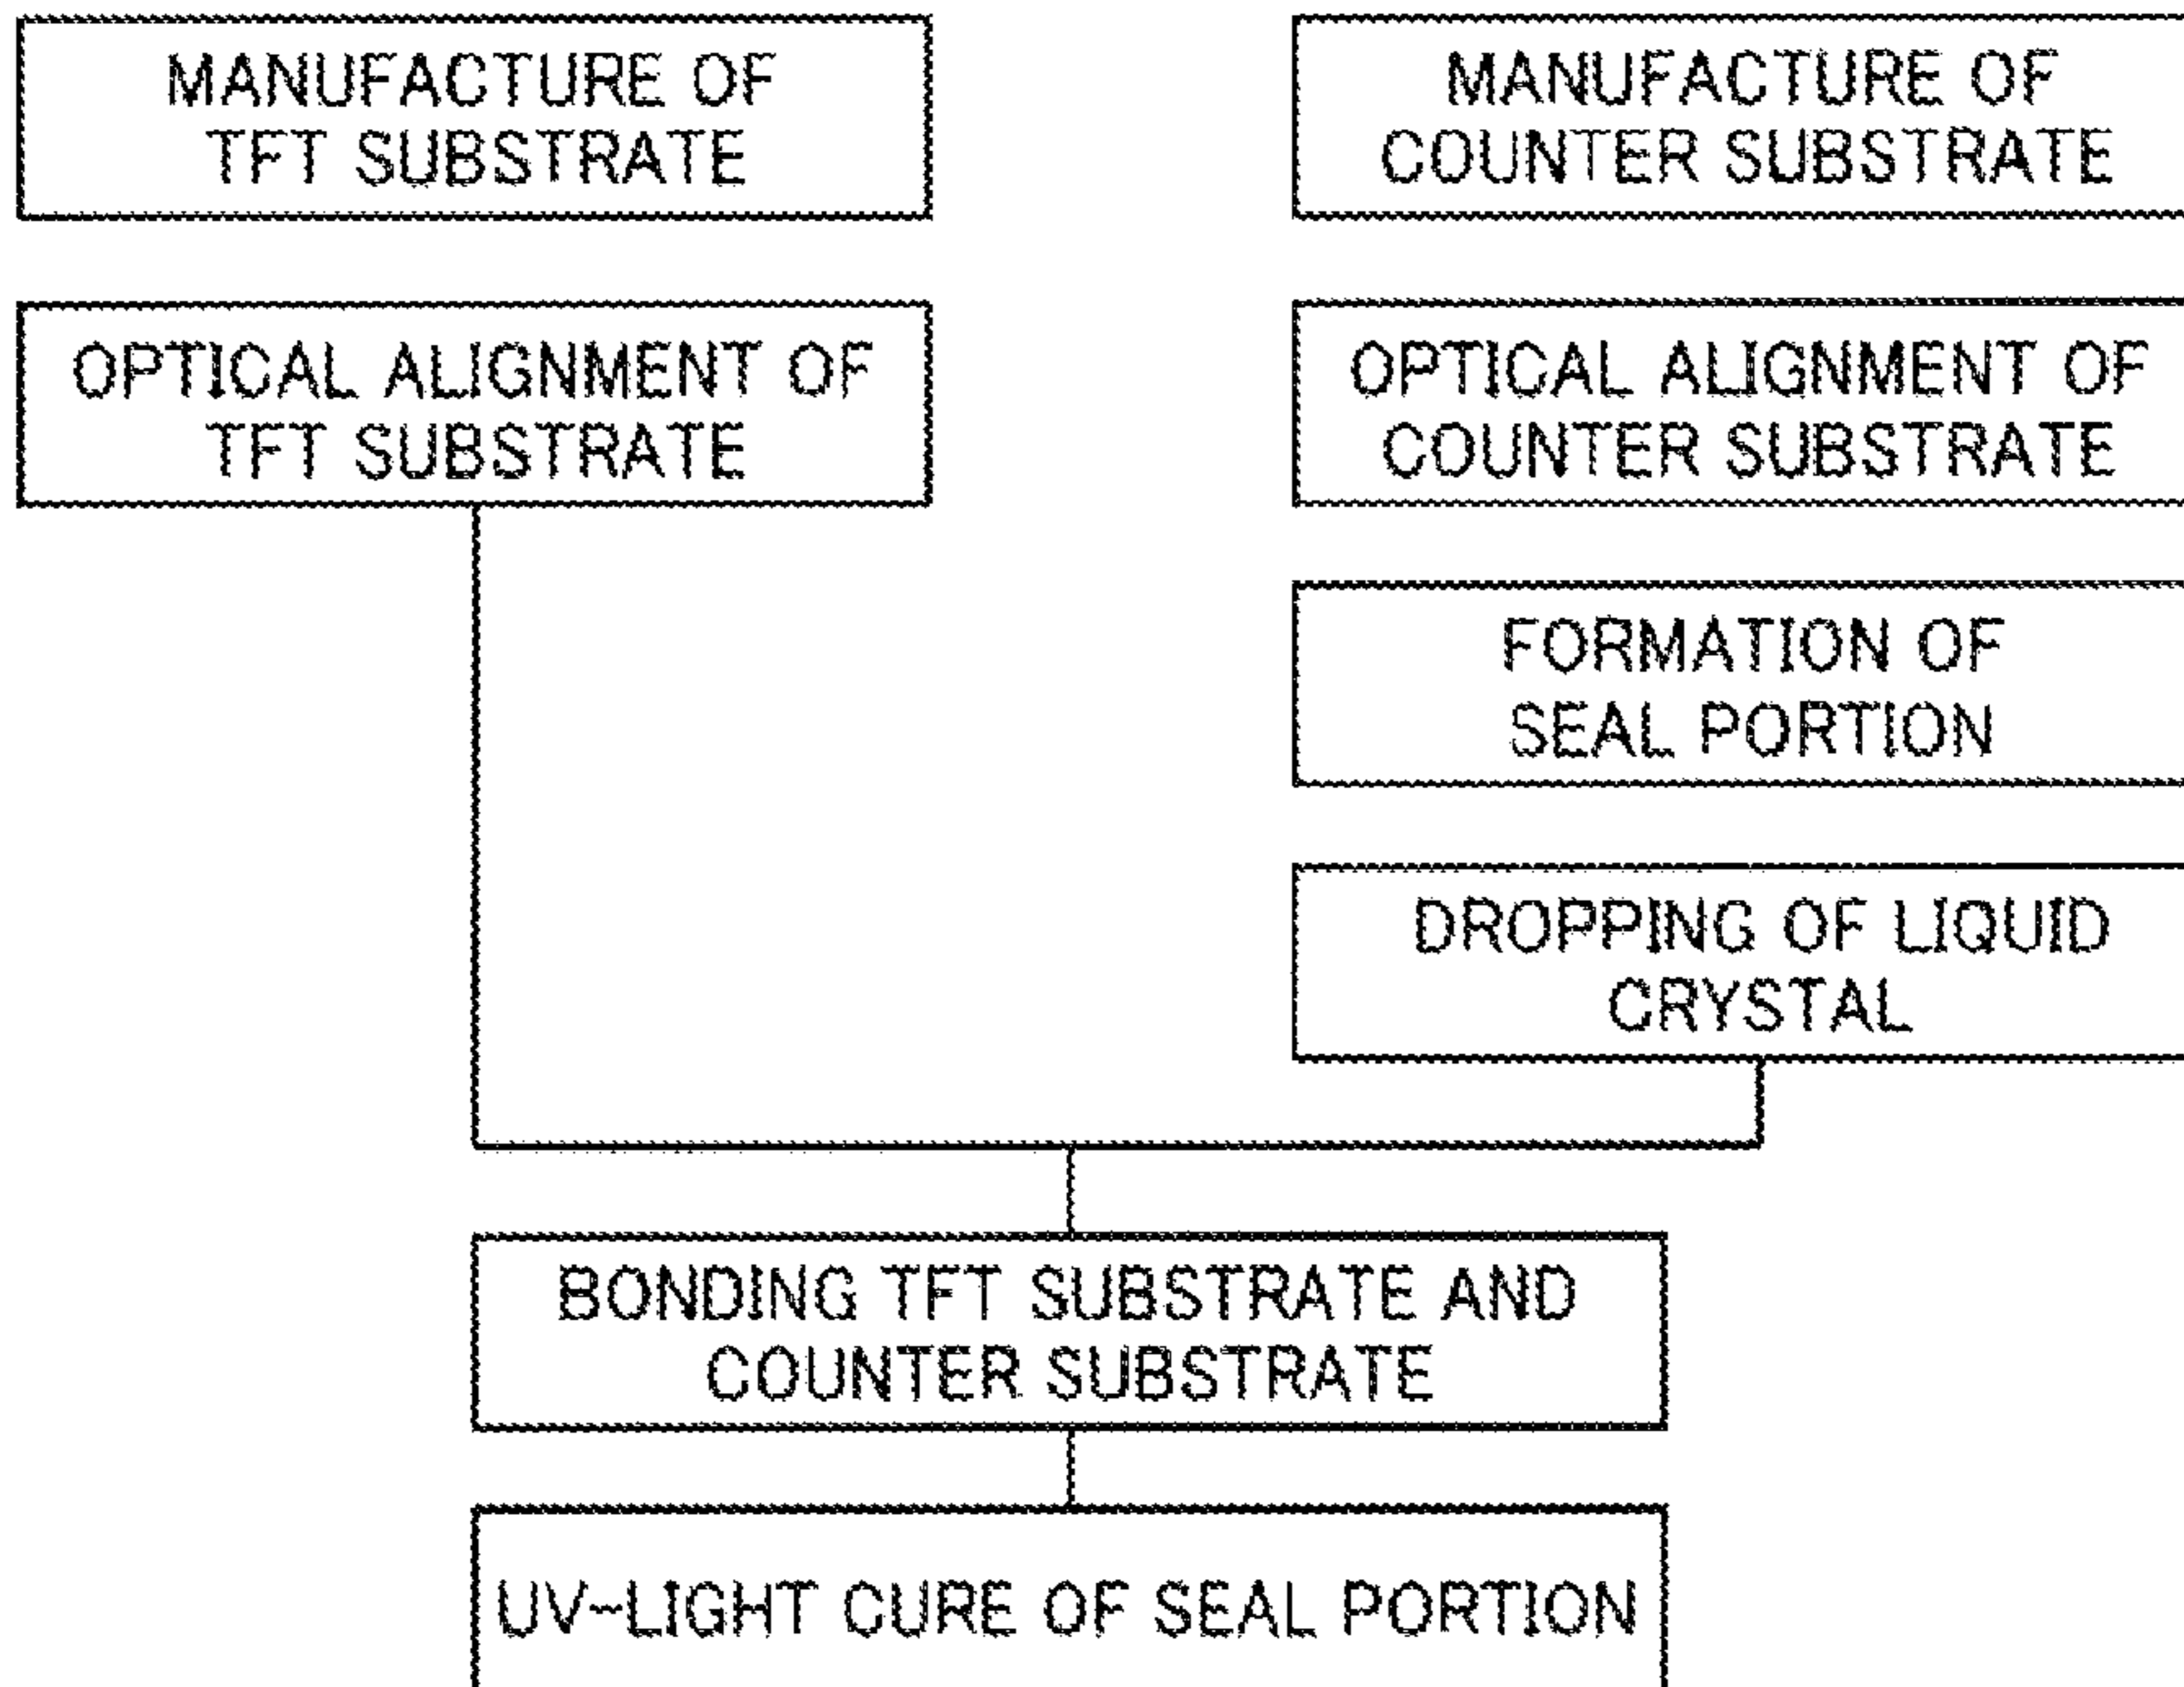 MANUFACTURE OF
TFT SUBSTRATE
OPTICAL ALIGNMENT OF
TFT SUBSTRATE
MANUFACTURE OF
COUNTER SUBSTRATE
OPTICAL ALIGNMENT OF
COUNTER SUBSTRATE
FORMATION OF
SEAL PORTION
DROPPING OF LIQUID
CRYSTAL
BONDING TFT SUBSTRATE AND
COUNTER SUBSTRATE
UV-LIGHT CURE OF SEAL PORTION